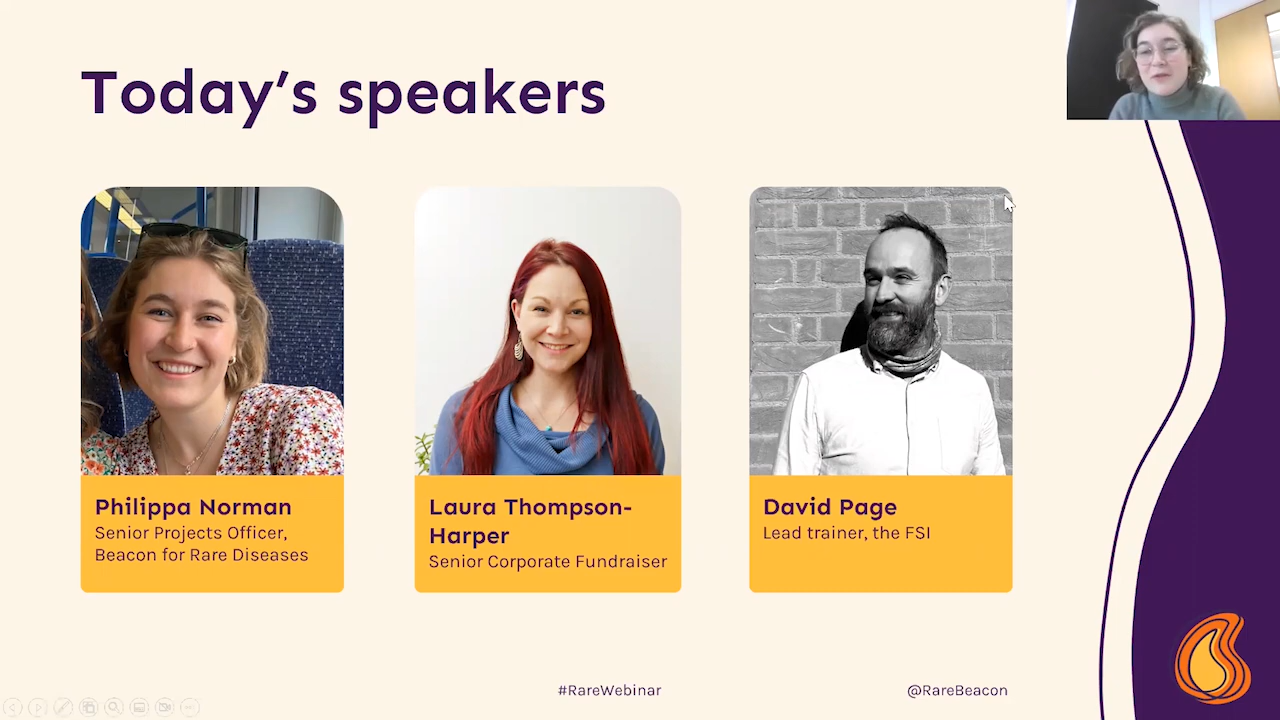 Today's speakers
Philippa Norman
Senior Projects Officer,
Beacon for Rare Diseases
Laura Thompson-
Harper
Senior Corporate Fundraiser
David Page
Lead trainer, the FSI
#RareWebinar
@RareBeacon